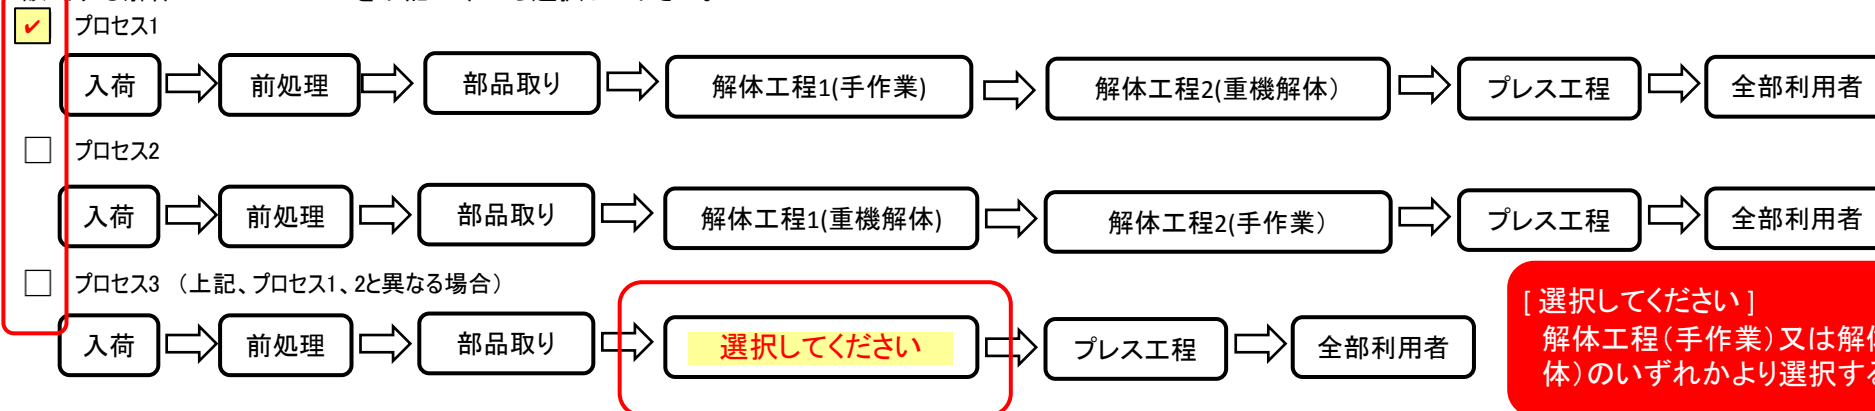 ✔ プロセス1
入荷 前処理 部品取り 解体工程1(手作業) 解体工程2(重機解体） プレス工程 全部利用者
プロセス2
入荷 前処理 部品取り 解体工程1(重機解体) 解体工程2(手作業） プレス工程 全部利用者
プロセス3 （上記、プロセス1、2と異なる場合）
入荷 前処理 部品取り 選択してください プレス工程 全部利用者
[ 選択してください ]
解体工程（手作業）又は解
体）のいずれかより選択す